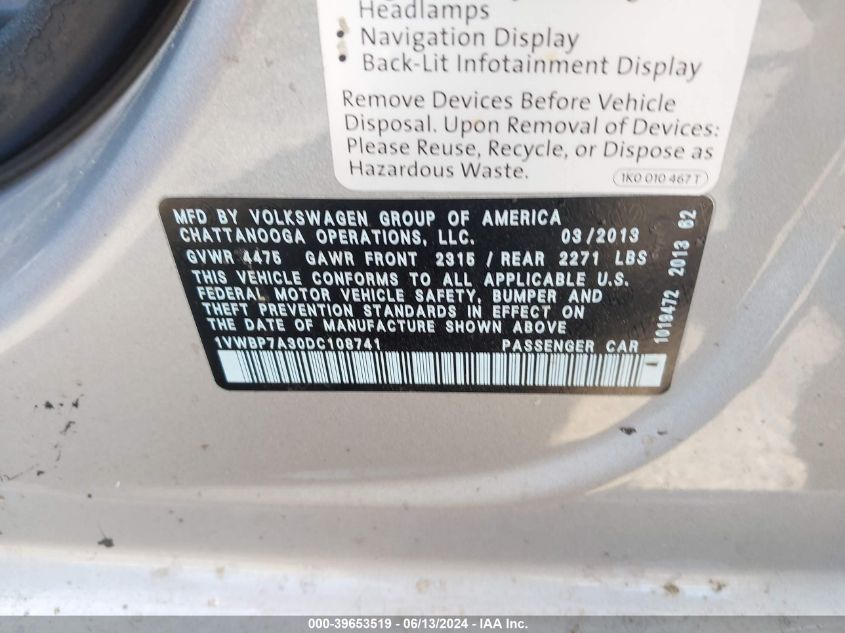 Headlamps
• Navigation Display
• Back-Lit Infotainment Display
Remove Devices Before Vehicle
Disposal. Upon Removal of Devices:
Please Reuse, Recycle, or Dispose as
Hazardous Waste.
1K0 010 467 T
MFD BY VOLKSWAGEN GROUP OF AMERICA
CHATTANOOGA OPERATIONS, LLC. 03/2013
GVWR 4475 GAWR FRONT 2315 / REAR 2271 LBS
THIS VEHICLE CONFORMS TO ALL APPLICABLE U.S.
FEDERAL MOTOR VEHICLE SAFETY, BUMPER AND
THEFT PREVENTION STANDARDS IN EFFECT ON
THE DATE OF MANUFACTURE SHOWN ABOVE
1VWBP7A30DC108741 PASSENGER CAR
1019472 2013 62
000-39653519 - 06/13/2024 - IAA Inc.